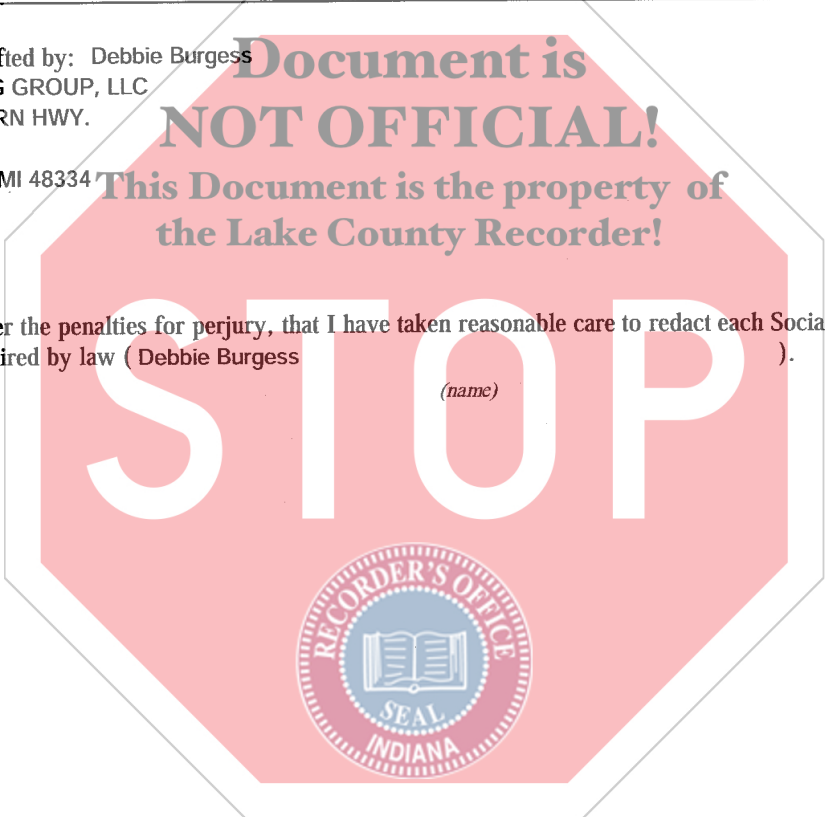 fted by: Debbie Burgess
G GROUP, LLC
RN HWY.
MI 48334
Document is
NOT OFFICIAL!
This Document is the property of
the Lake County Recorder!
er the penalties for perjury, that I have taken reasonable care to redact each Socia
ired by law ( Debbie Burgess ).
(name)
STOP
RECORDER'S OFFICE
SEAL
INDIANA